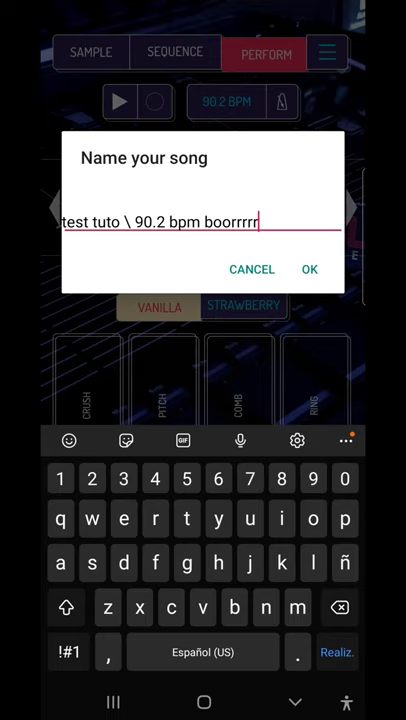 SAMPLE SEQUENCE PERFORM
90.2 BPM
Name your song
test tuto \ 90.2 bpm boorrrrr
E
CANCEL OK
VANILLA STRAWBERRY
CRUSH PITCH COMB RING
GIF
1 2 3 4 5 6 7 8 9 0
q w e r t y u i o p
a s d f g h j k l ñ
z x c v b n m
!#1 , Español (US) . Realiz.